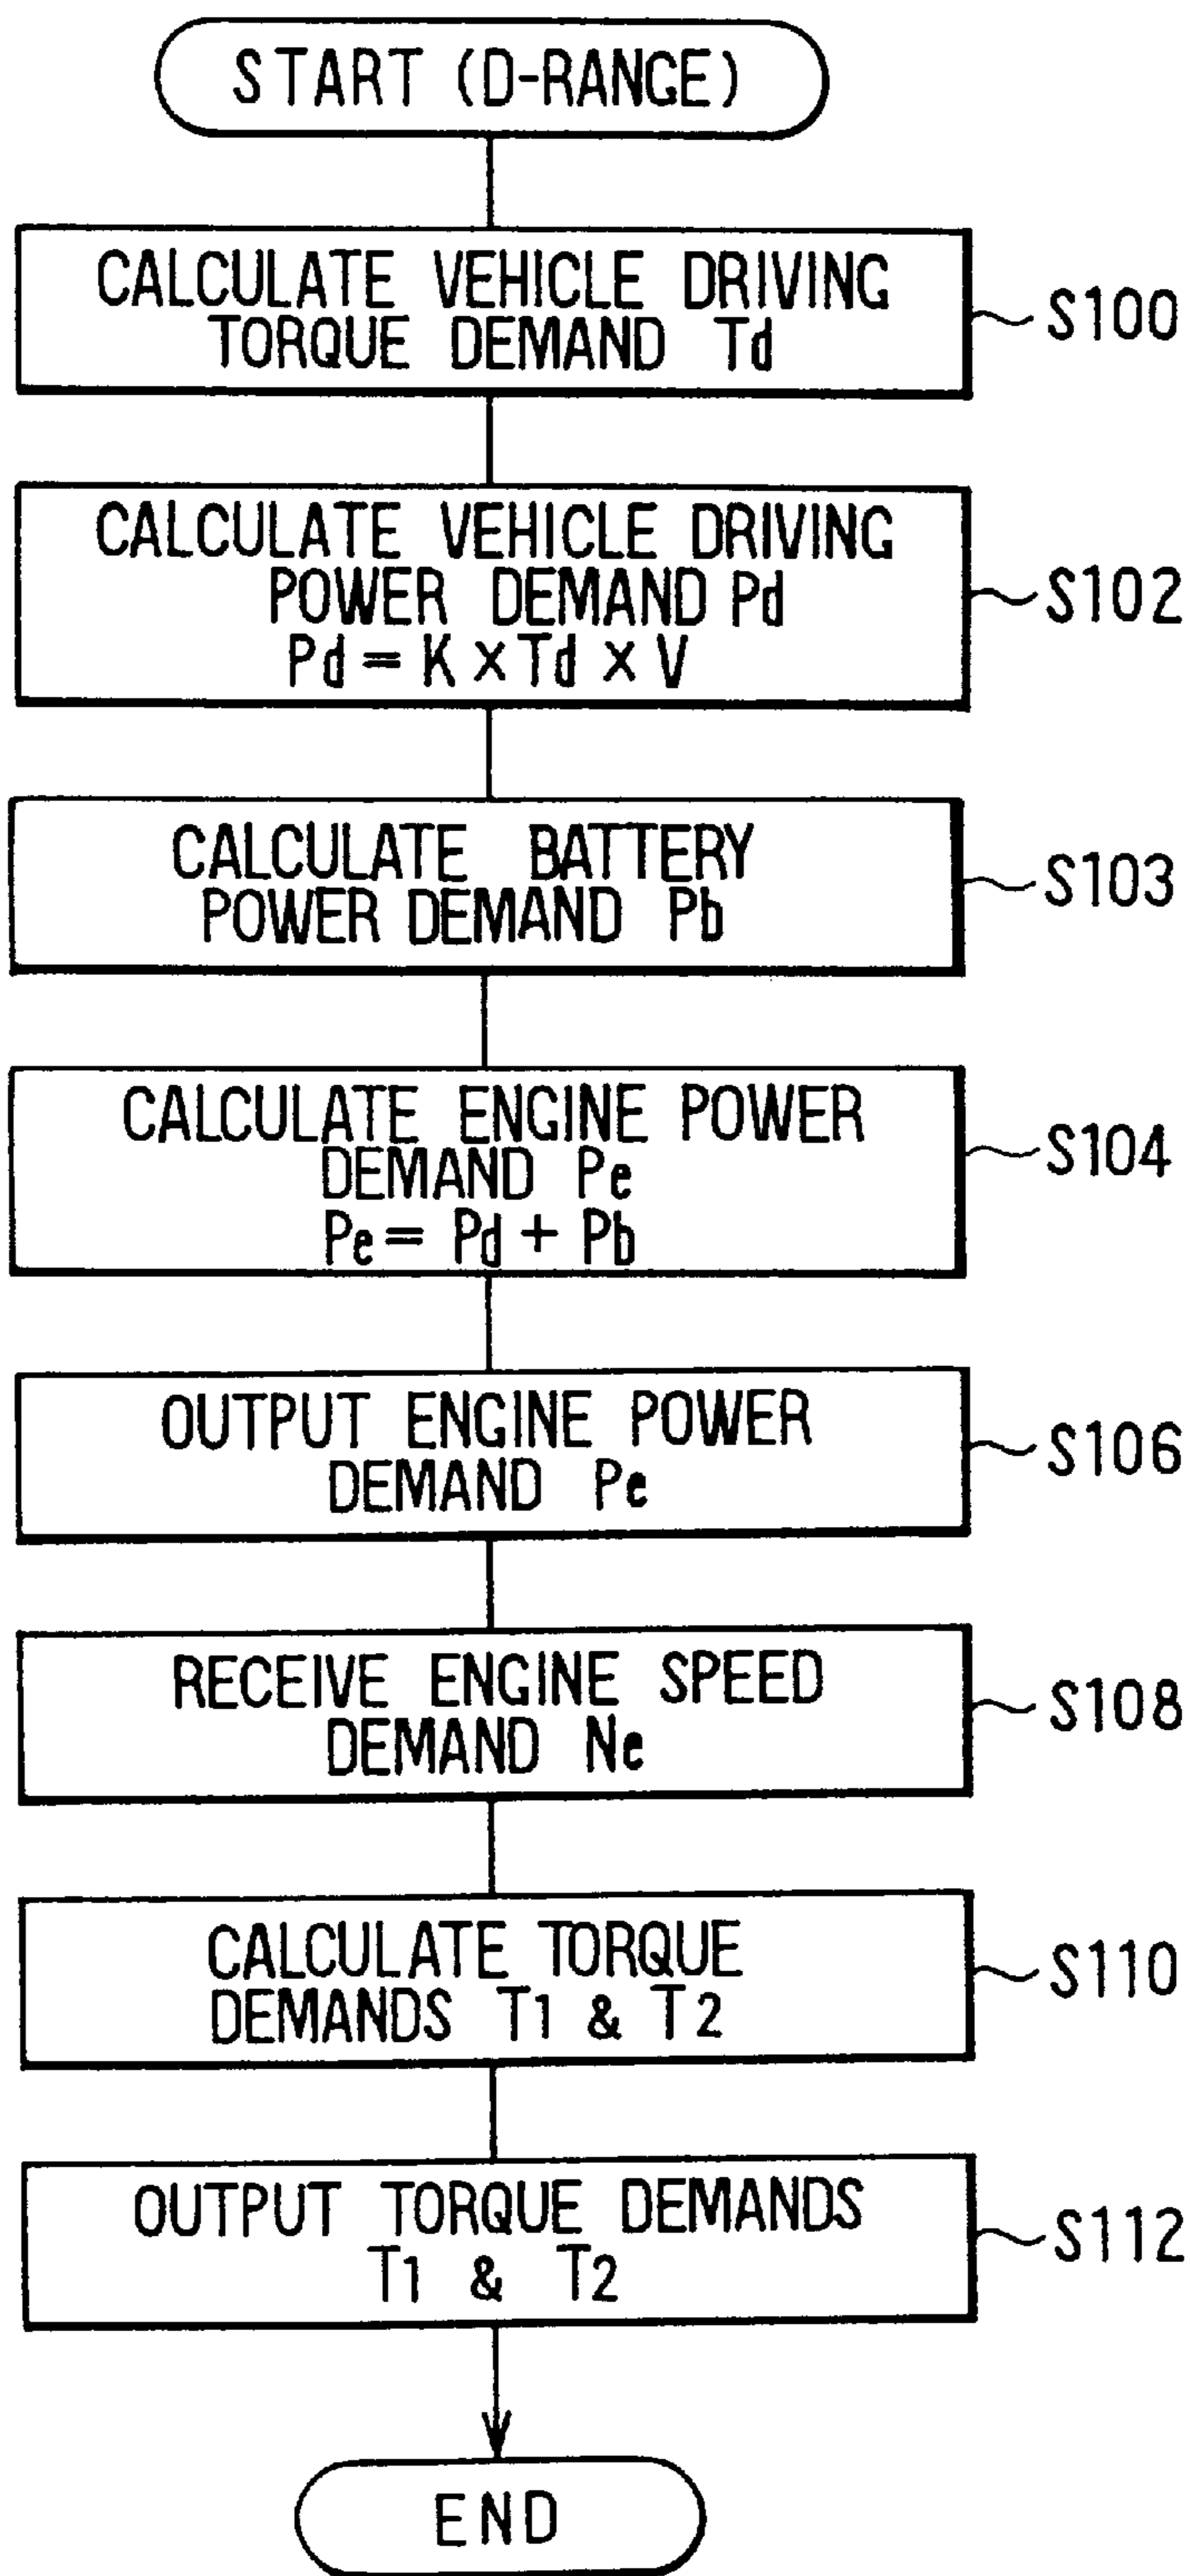 START (D-RANGE)
CALCULATE VEHICLE DRIVING
TORQUE DEMAND Td
S100
CALCULATE VEHICLE DRIVING
POWER DEMAND Pd
Pd = K × Td × V
S102
CALCULATE BATTERY
POWER DEMAND Pb
S103
CALCULATE ENGINE POWER
DEMAND Pe
Pe = Pd + Pb
S104
OUTPUT ENGINE POWER
DEMAND Pe
S106
RECEIVE ENGINE SPEED
DEMAND Ne
S108
CALCULATE TORQUE
DEMANDS T1 & T2
S110
OUTPUT TORQUE DEMANDS
T1 & T2
S112
END